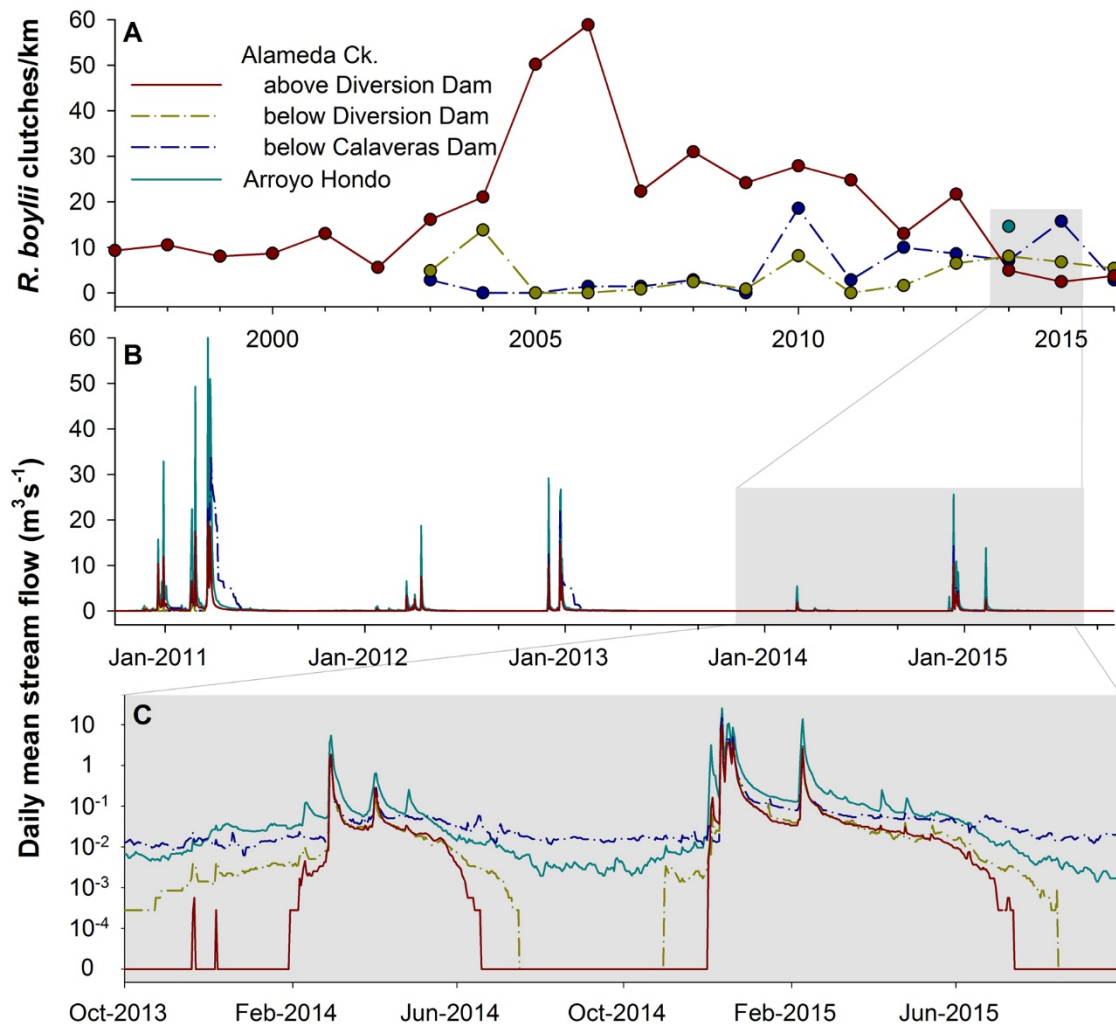 60
A
50
40
30
20
10
0
R. boylii clutches/km
Alameda Ck.
above Diversion Dam
below Diversion Dam
below Calaveras Dam
Arroyo Hondo
2000 2005 2010 2015
60
B
50
40
30
20
10
0
Jan-2011 Jan-2012 Jan-2013 Jan-2014 Jan-2015
Daily mean stream flow (m³s⁻¹)
C
10
1
10⁻¹
10⁻²
10⁻³
10⁻⁴
0
Oct-2013 Feb-2014 Jun-2014 Oct-2014 Feb-2015 Jun-2015